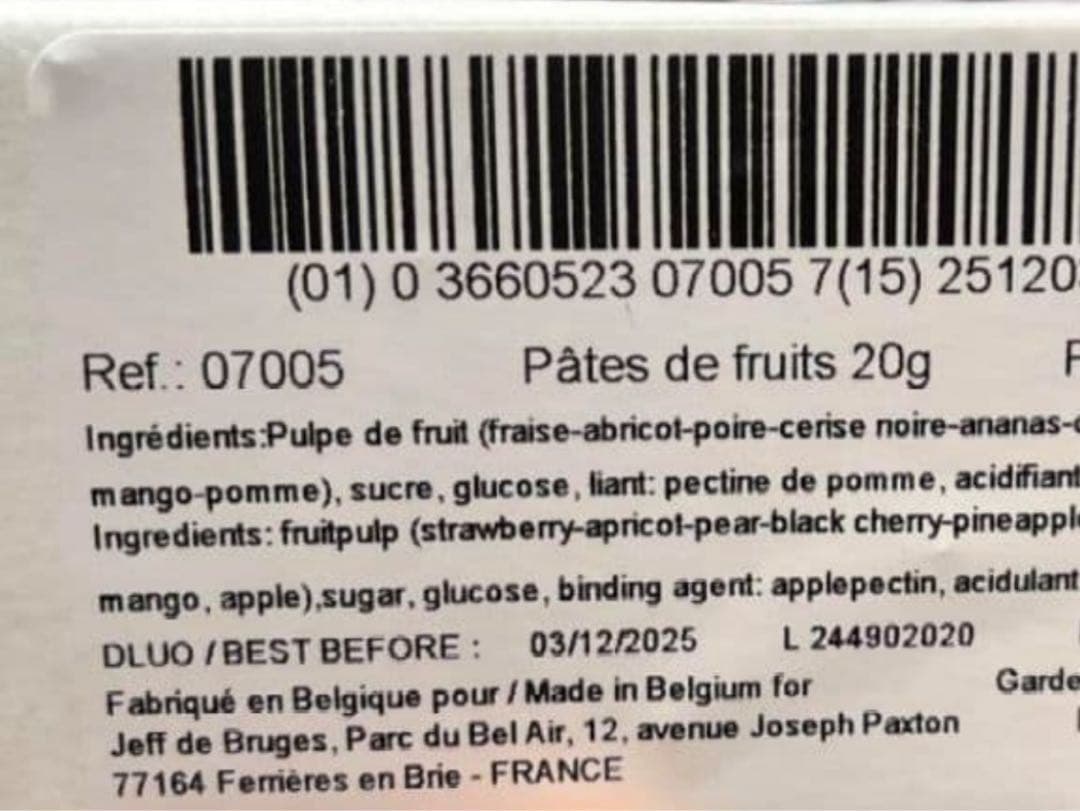 (01) 0 3660523 07005 7(15) 25120
Ref.: 07005 Pâtes de fruits 20g
Ingrédients:Pulpe de fruit (fraise-abricot-poire-cerise noire-ananas-
mango-pomme), sucre, glucose, liant: pectine de pomme, acidifiant
Ingredients: fruitpulp (strawberry-apricot-pear-black cherry-pineappl
mango, apple),sugar, glucose, binding agent: applepectin, acidulant
DLUO / BEST BEFORE : 03/12/2025 L 244902020
Fabriqué en Belgique pour / Made in Belgium for Garde
Jeff de Bruges, Parc du Bel Air, 12, avenue Joseph Paxton
77164 Ferrières en Brie - FRANCE